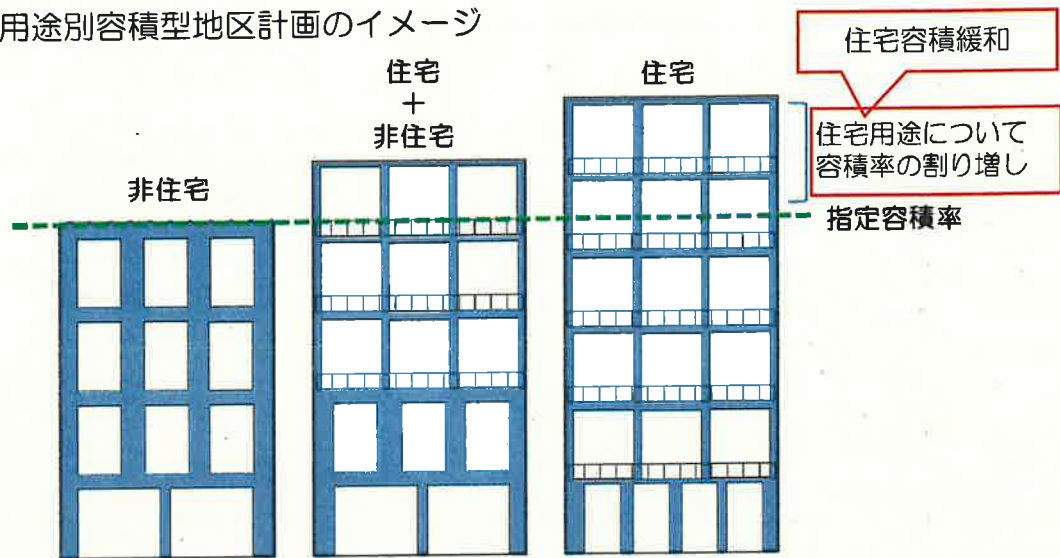 用途別容積型地区計画のイメージ
住宅容積緩和
住宅
+
非住宅
住宅
住宅用途について
容積率の割り増し
非住宅
指定容積率